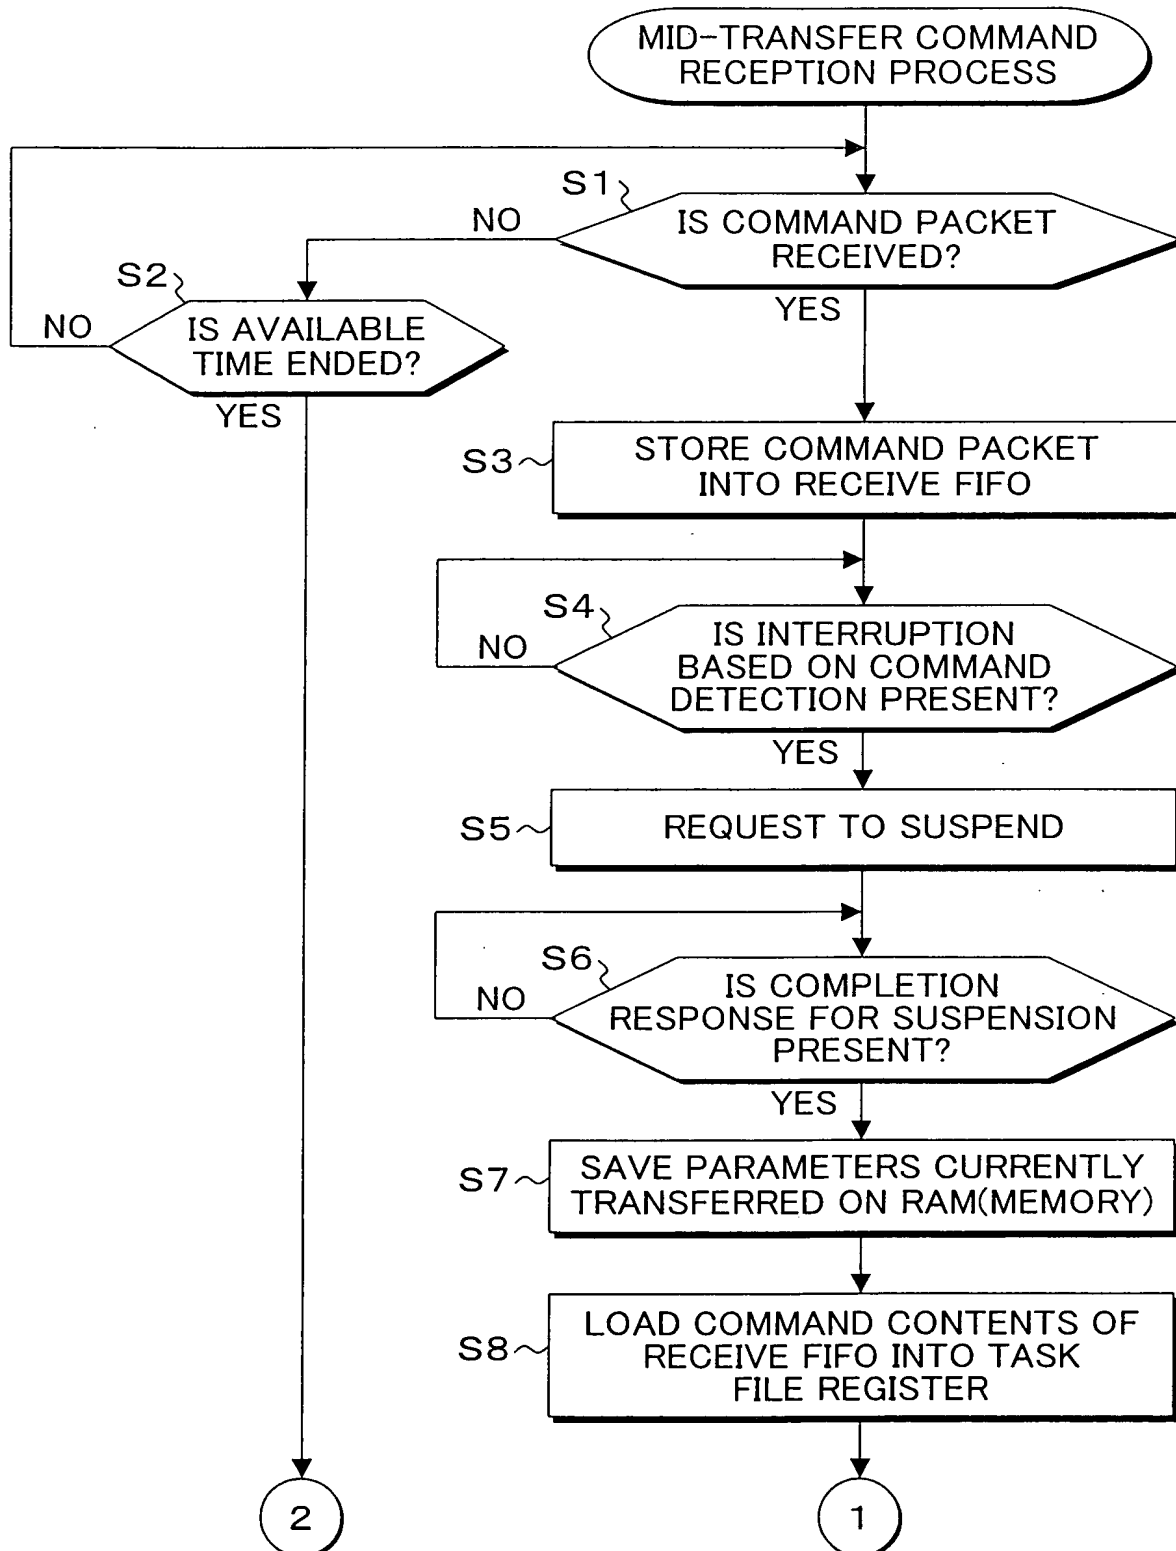 MID-TRANSFER COMMAND
RECEPTION PROCESS
S1
NO
IS COMMAND PACKET
RECEIVED?
YES
S2
NO
IS AVAILABLE
TIME ENDED?
YES
S3
STORE COMMAND PACKET
INTO RECEIVE FIFO
S4
NO
IS INTERRUPTION
BASED ON COMMAND
DETECTION PRESENT?
YES
S5
REQUEST TO SUSPEND
S6
NO
IS COMPLETION
RESPONSE FOR SUSPENSION
PRESENT?
YES
S7
SAVE PARAMETERS CURRENTLY
TRANSFERRED ON RAM(MEMORY)
S8
LOAD COMMAND CONTENTS OF
RECEIVE FIFO INTO TASK
FILE REGISTER
2
1